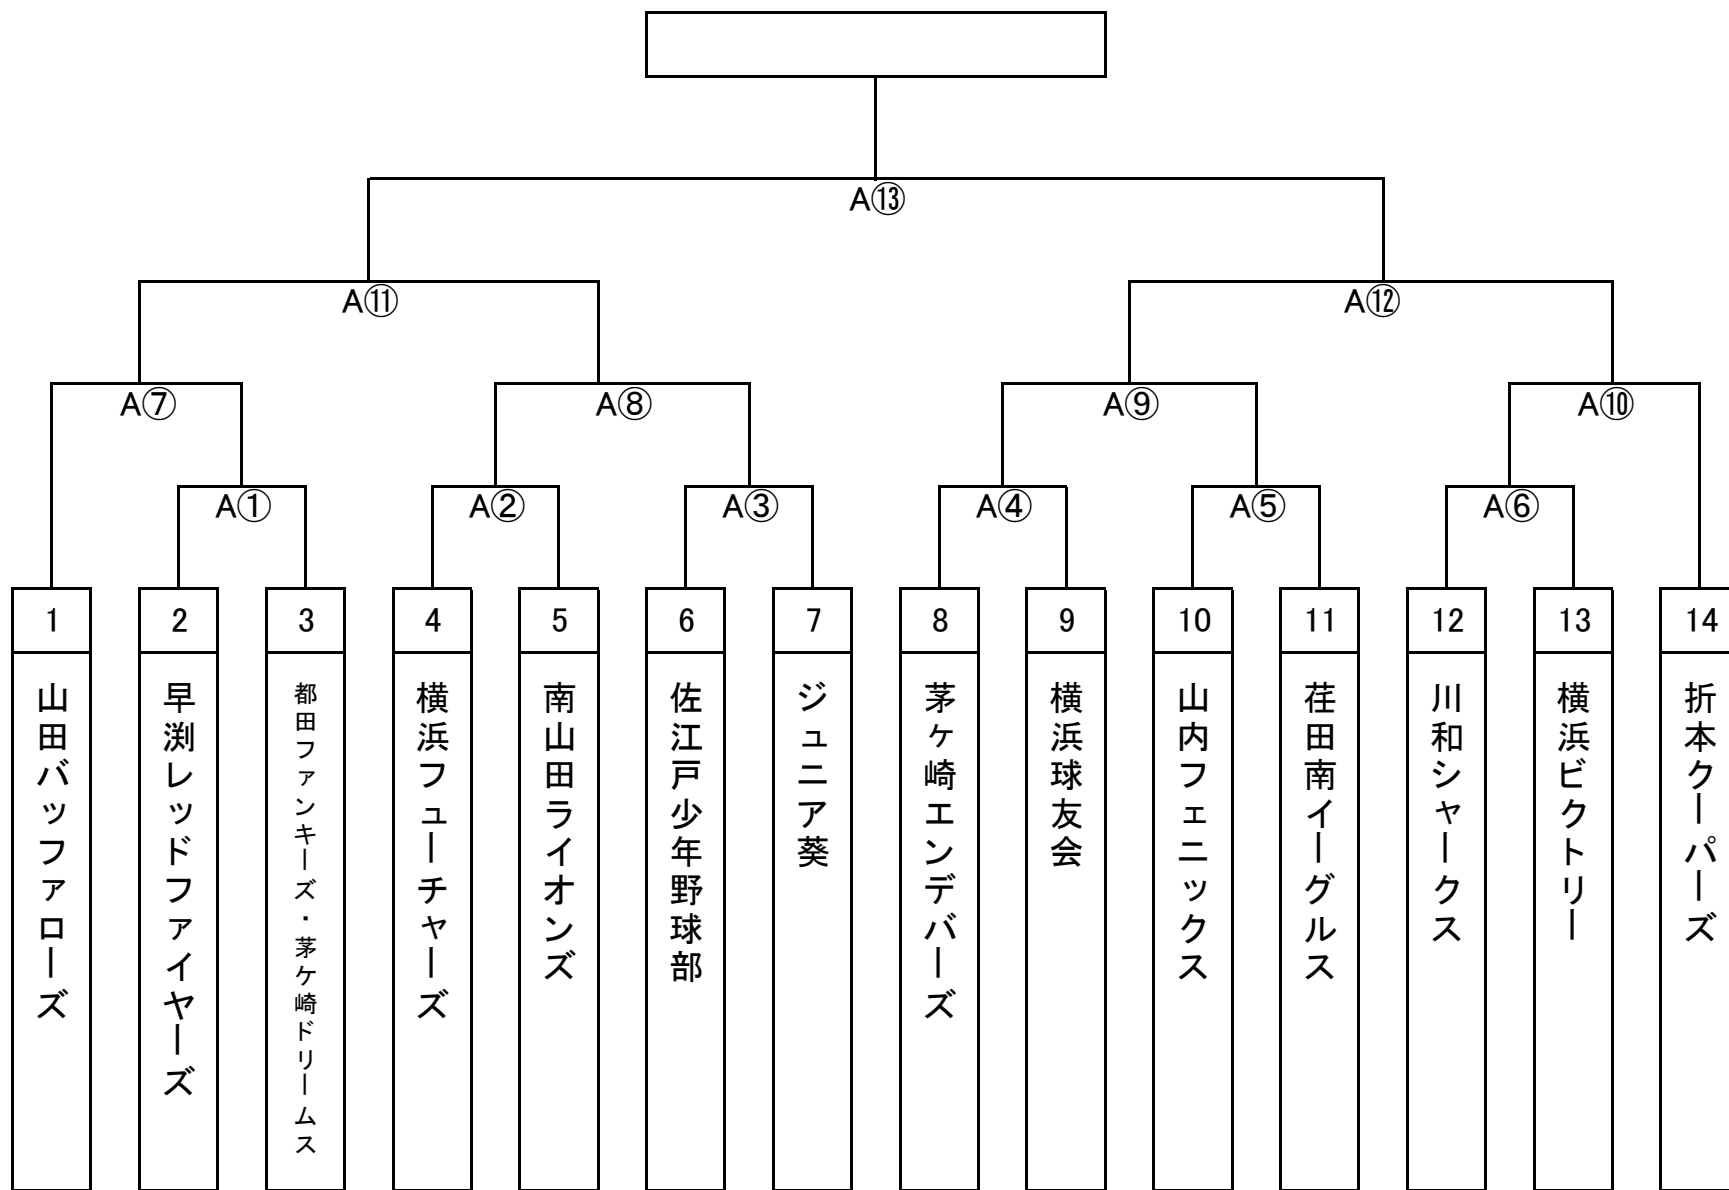 A⑬
A⑪
A⑫
A⑦
A⑧
A⑨
A⑩
A①
A②
A③
A④
A⑤
A⑥
1
2
3
4
5
6
7
8
9
10
11
12
13
14
山田バッファローズ
早渕レッドファイヤーズ
都田ファンキーズ・茅ケ崎ドリームス
横浜フューチャーズ
南山田ライオンズ
佐江戸少年野球部
ジュニア葵
茅ヶ崎エンデバーズ
横浜球友会
山内フェニックス
荏田南イーグルス
川和シャークス
横浜ビクトリー
折本クーパーズ